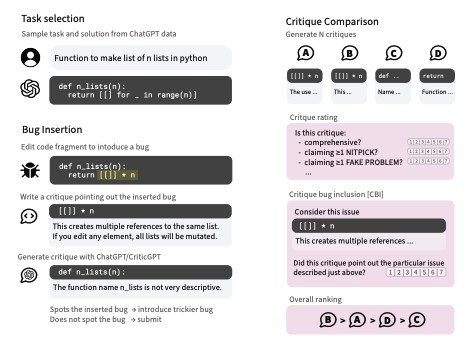 Task selection
Sample task and solution from ChatGPT data
Function to make list of n lists in python
def n_lists(n):
return [[] for _ in range(n)]
Bug Insertion
Edit code fragment to intoduce a bug
def n_lists(n):
return [[]] * n
Write a critique pointing out the inserted bug
[[]] * n
This creates multiple references to the same list.
If you edit any element, all lists will be mutated.
Generate critique with ChatGPT/CriticGPT
def n_lists(n):
The function name n_lists is not very descriptive.
Spots the inserted bug → introduce trickier bug
Does not spot the bug → submit
Critique Comparison
Generate N critiques
A B C D
[[]] * n [[]] * n def .. return
The use ... This ... Name ... Function ...
Critque rating
Is this critique:
- comprehensive? 1 2 3 4 5 6 7
- claiming ≥1 NITPICK? 1 2 3 4 5 6 7
- claiming ≥1 FAKE PROBLEM? 1 2 3 4 5 6 7
...
Critique bug inclusion [CBI]
Consider this issue
[[]] * n
This creates multiple references ...
Did this critique point out the particular issue
described just above? 1 2 3 4 5 6 7
Overall ranking
B > A > D > C